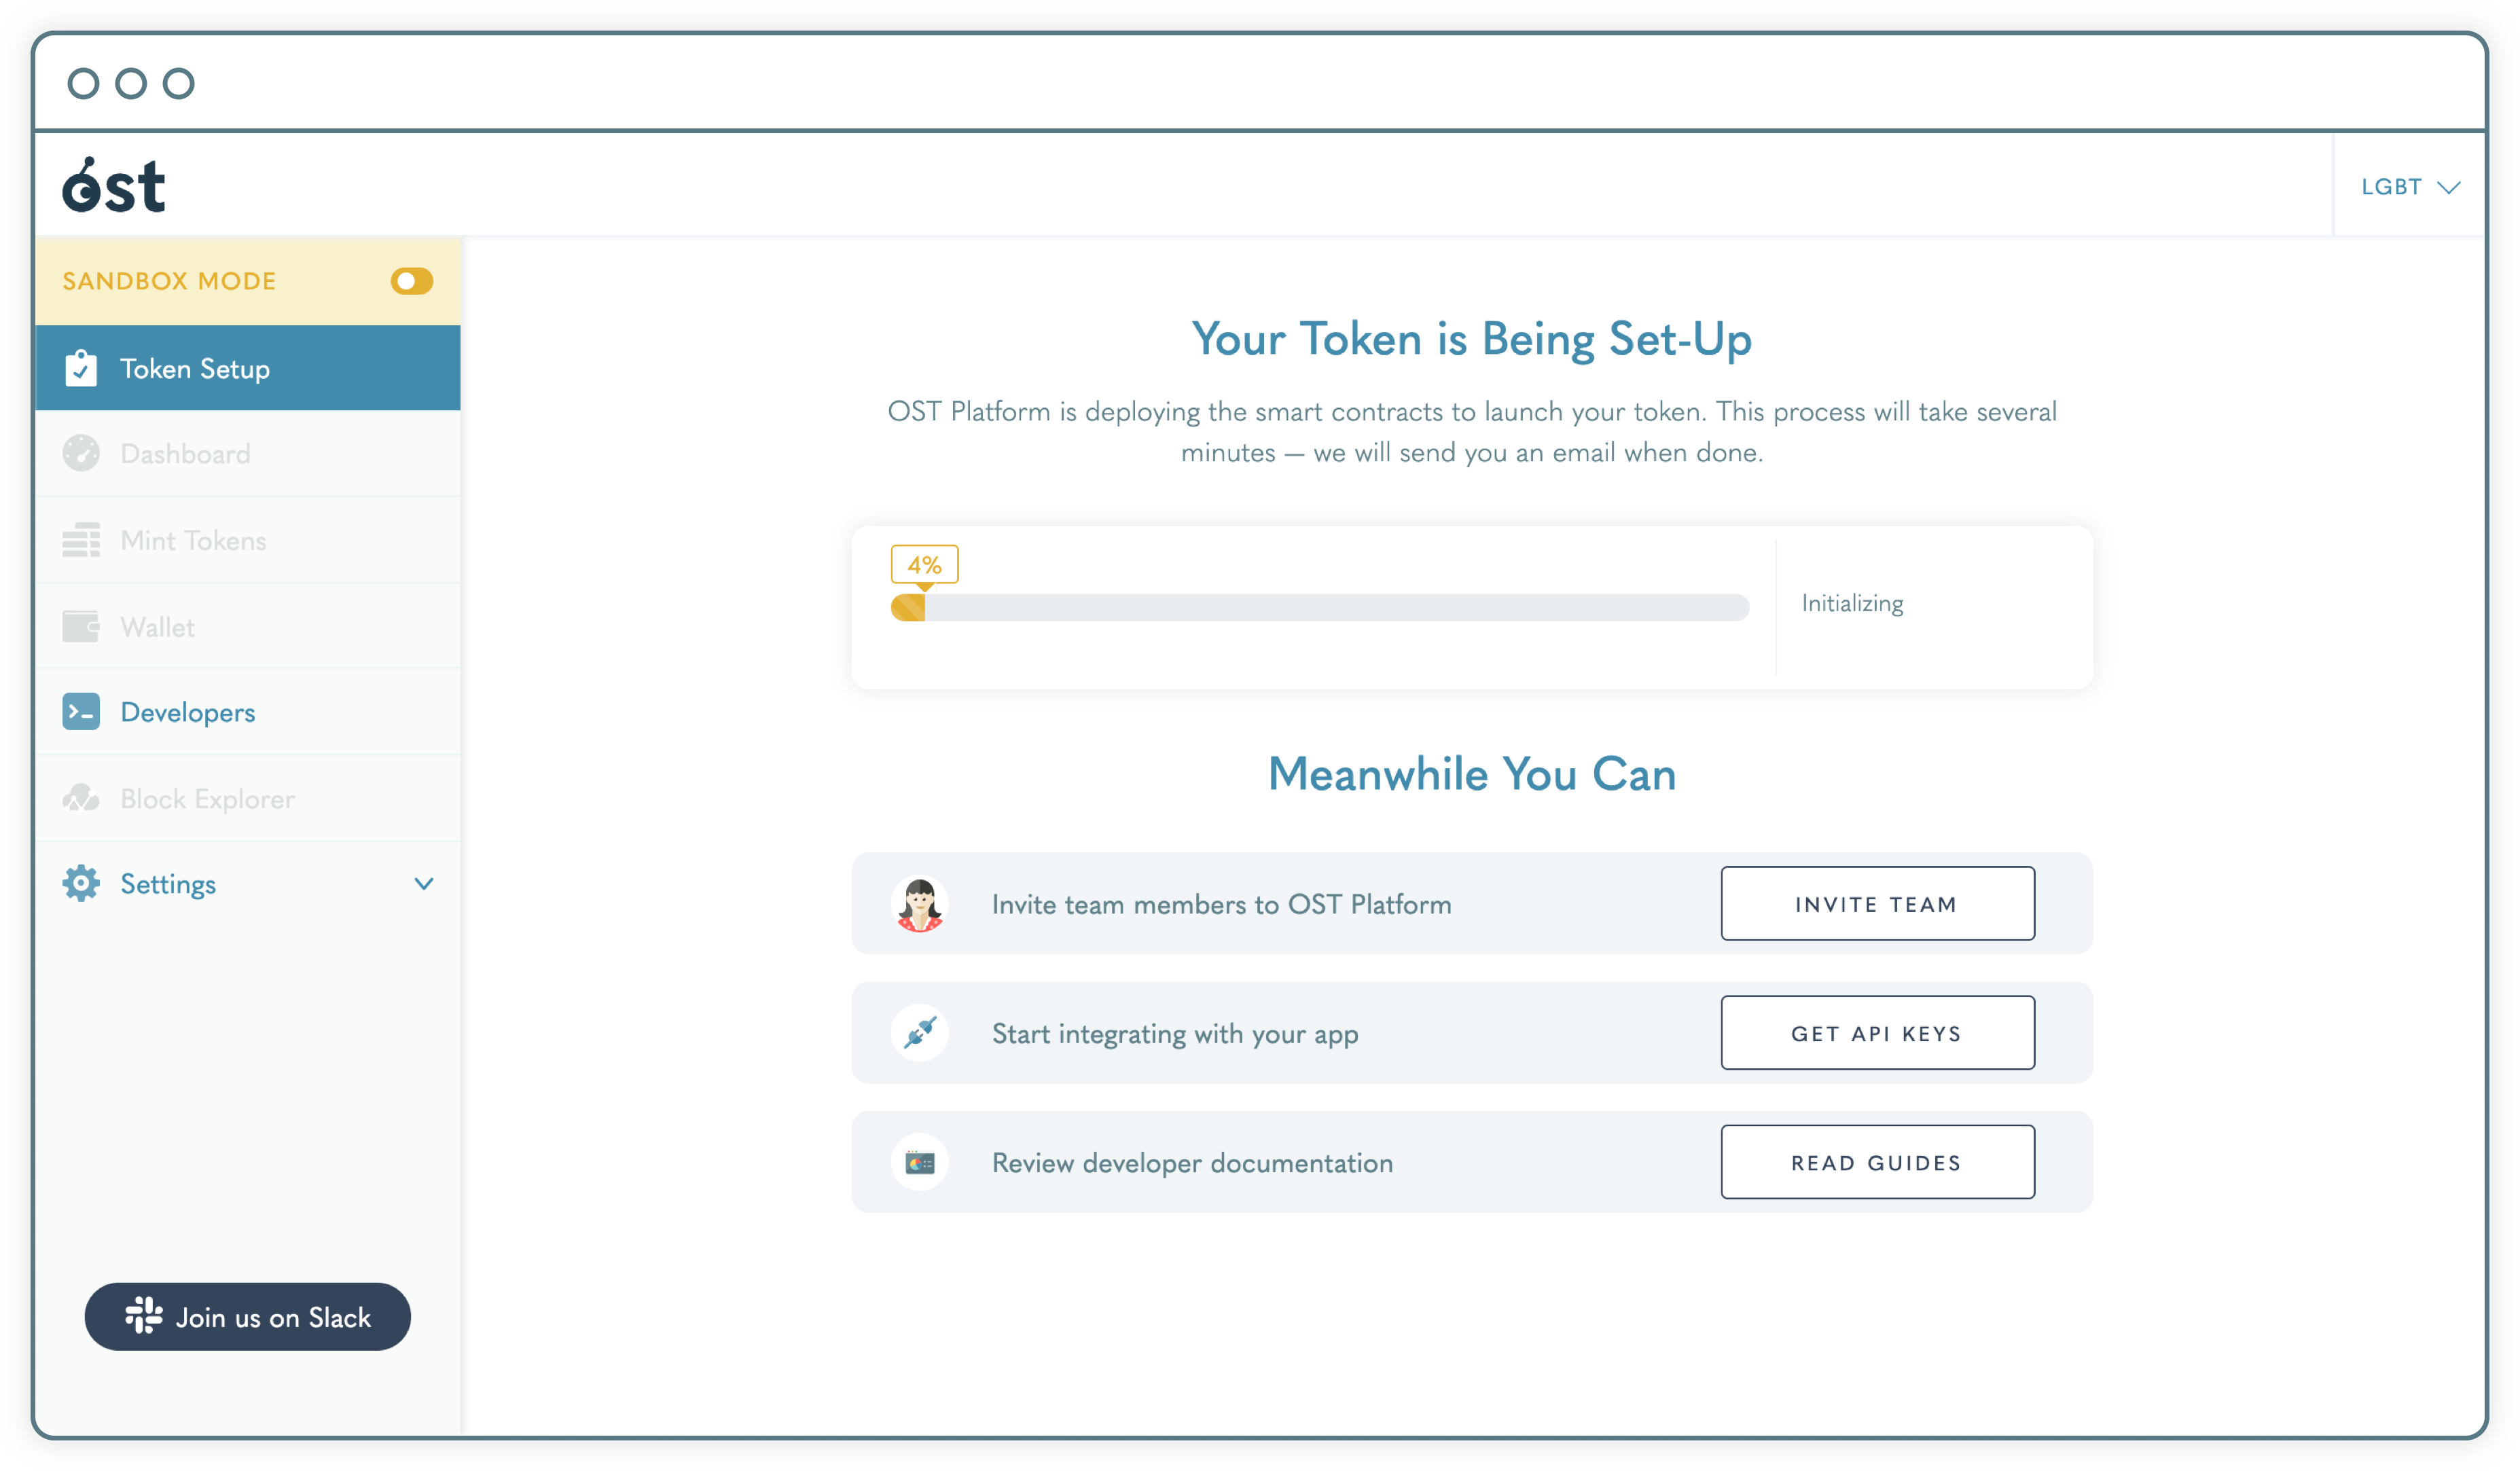 ost
LGBT
SANDBOX MODE
Token Setup
Dashboard
Mint Tokens
Wallet
Developers
Block Explorer
Settings
Join us on Slack
Your Token is Being Set-Up
OST Platform is deploying the smart contracts to launch your token. This process will take several
minutes — we will send you an email when done.
4%
Initializing
Meanwhile You Can
Invite team members to OST Platform
INVITE TEAM
Start integrating with your app
GET API KEYS
Review developer documentation
READ GUIDES